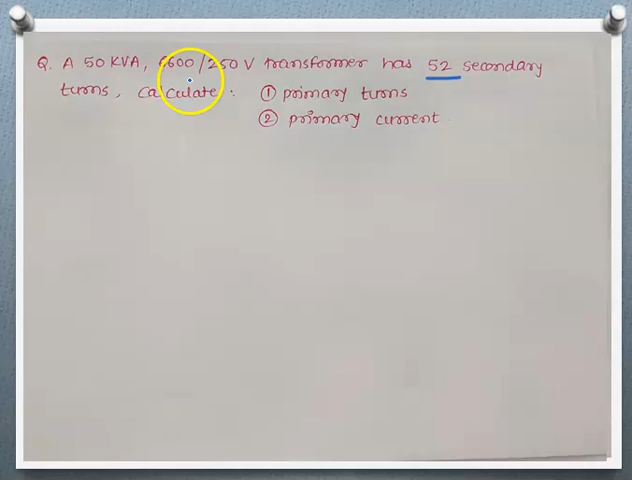 Q. A 50 KVA, 6600/250 V transformer has 52 secondary
turns, calculate: ① primary turns
② primary current.